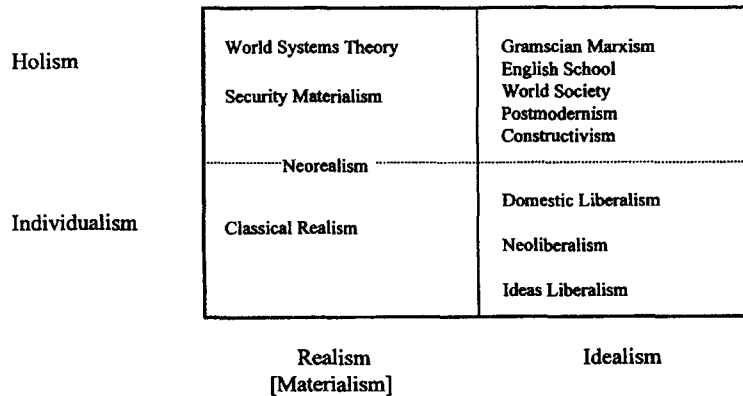 Holism
World Systems Theory
Security Materialism
Gramscian Marxism
English School
World Society
Postmodernism
Constructivism
Neorealism
Individualism
Classical Realism
Domestic Liberalism
Neoliberalism
Ideas Liberalism
Realism
[Materialism]
Idealism